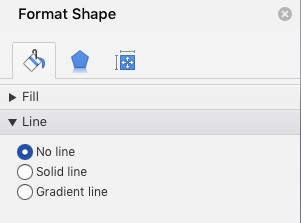 Format Shape
Fill
Line
No line
Solid line
Gradient line